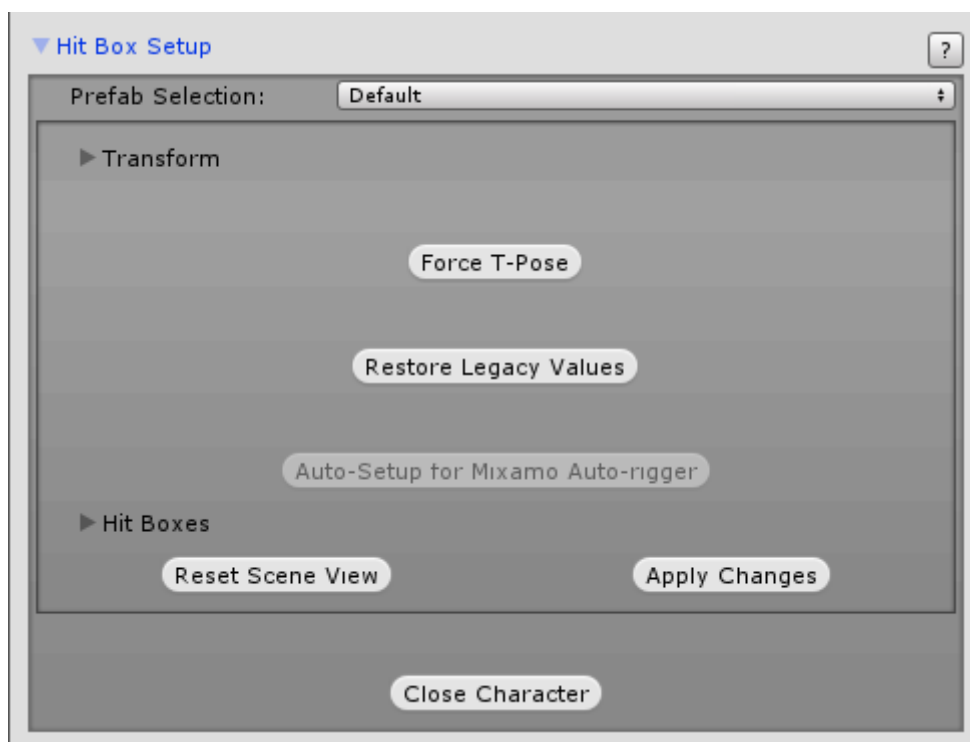 Hit Box Setup
?
Prefab Selection: Default
Transform
Force T-Pose
Restore Legacy Values
Auto-Setup for Mixamo Auto-rigger
Hit Boxes
Reset Scene View Apply Changes
Close Character